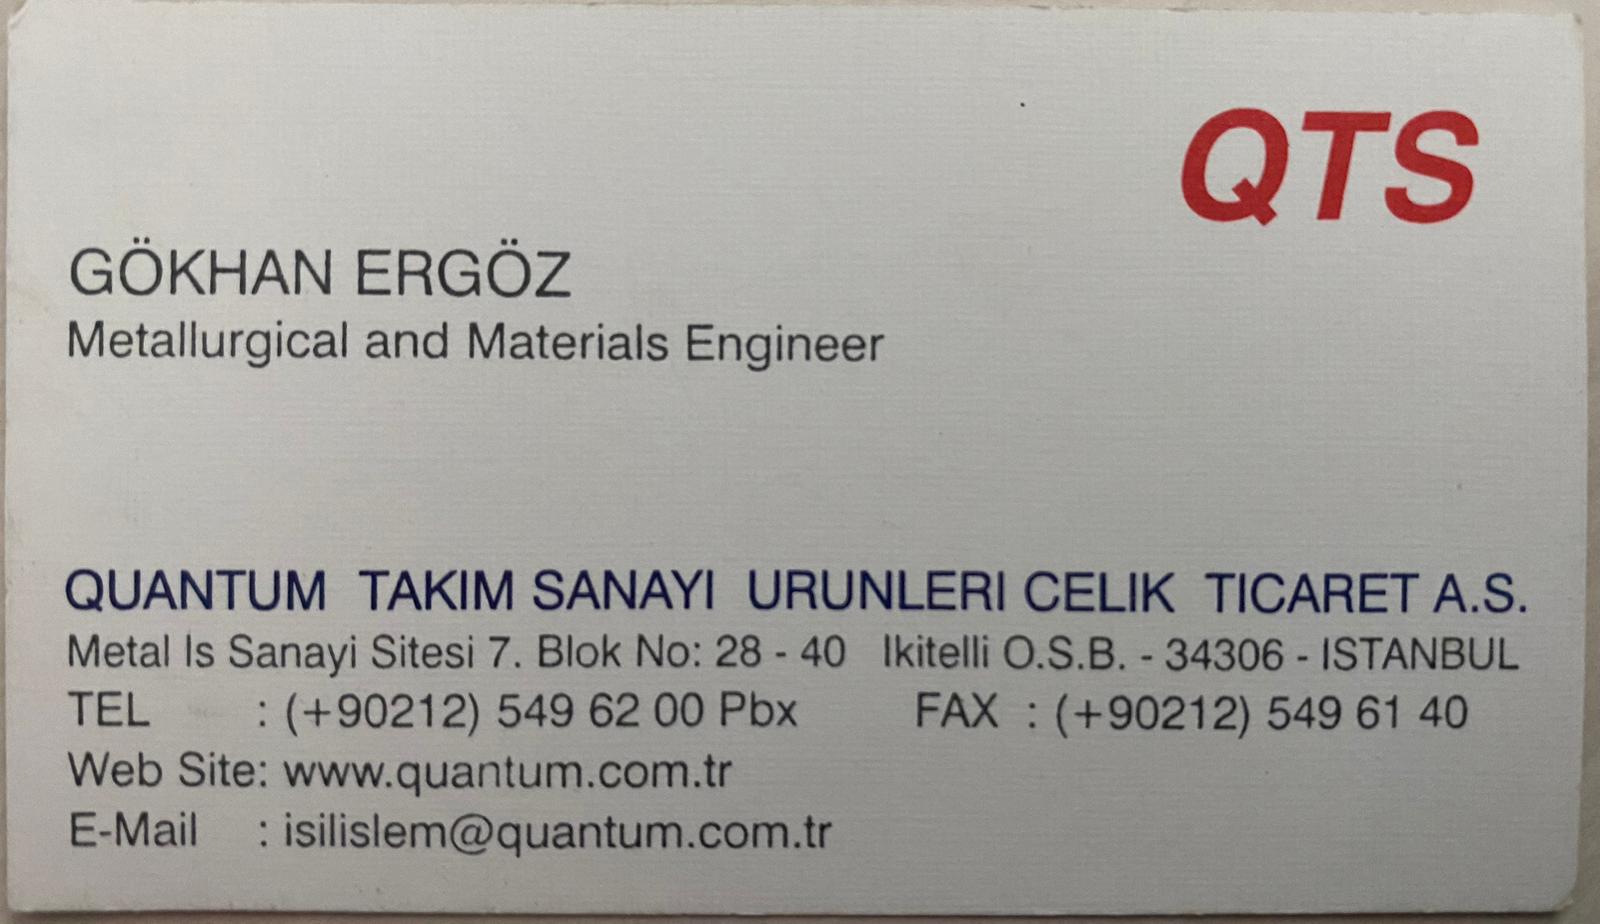 QTS
GÖKHAN ERGÖZ
Metallurgical and Materials Engineer
QUANTUM TAKIM SANAYI URUNLERI CELIK TICARET A.S.
Metal Is Sanayi Sitesi 7. Blok No: 28 - 40 Ikitelli O.S.B. - 34306 - ISTANBUL
TEL : (+90212) 549 62 00 Pbx FAX : (+90212) 549 61 40
Web Site: www.quantum.com.tr
E-Mail : isilislem@quantum.com.tr